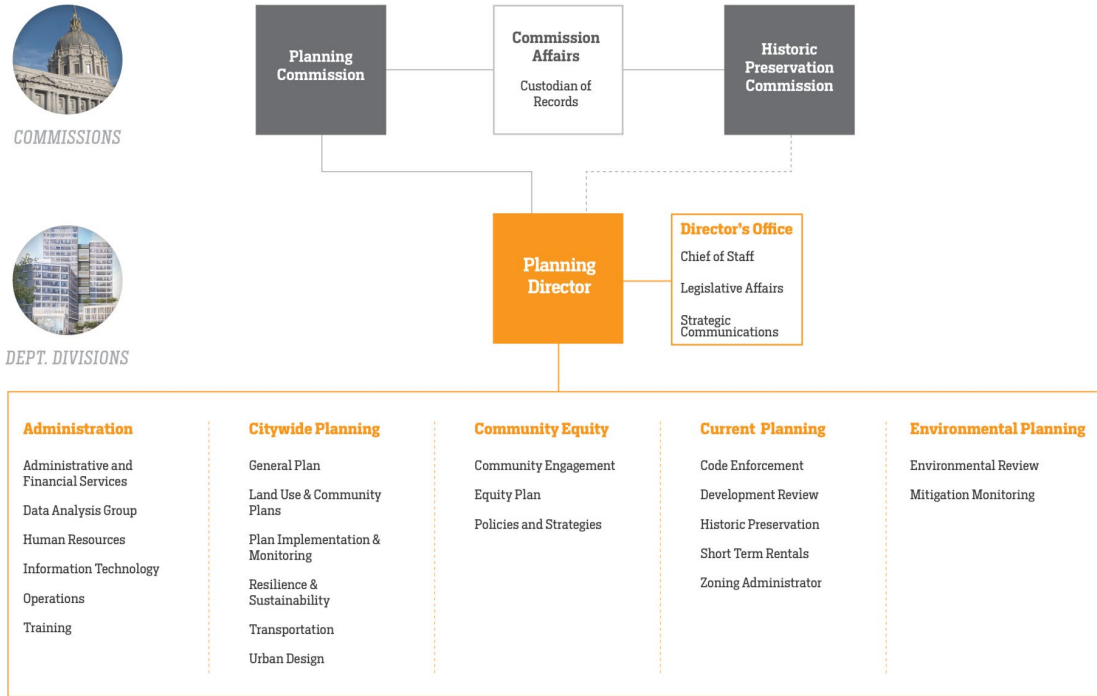 COMMISSIONS
Planning
Commission
Commission
Affairs
Custodian of
Records
Historic
Preservation
Commission
DEPT. DIVISIONS
Planning
Director
Director's Office
Chief of Staff
Legislative Affairs
Strategic
Communications
Administration
Administrative and
Financial Services
Data Analysis Group
Human Resources
Information Technology
Operations
Training
Citywide Planning
General Plan
Land Use & Community
Plans
Plan Implementation &
Monitoring
Resilience &
Sustainability
Transportation
Urban Design
Community Equity
Community Engagement
Equity Plan
Policies and Strategies
Current Planning
Code Enforcement
Development Review
Historic Preservation
Short Term Rentals
Zoning Administrator
Environmental Planning
Environmental Review
Mitigation Monitoring